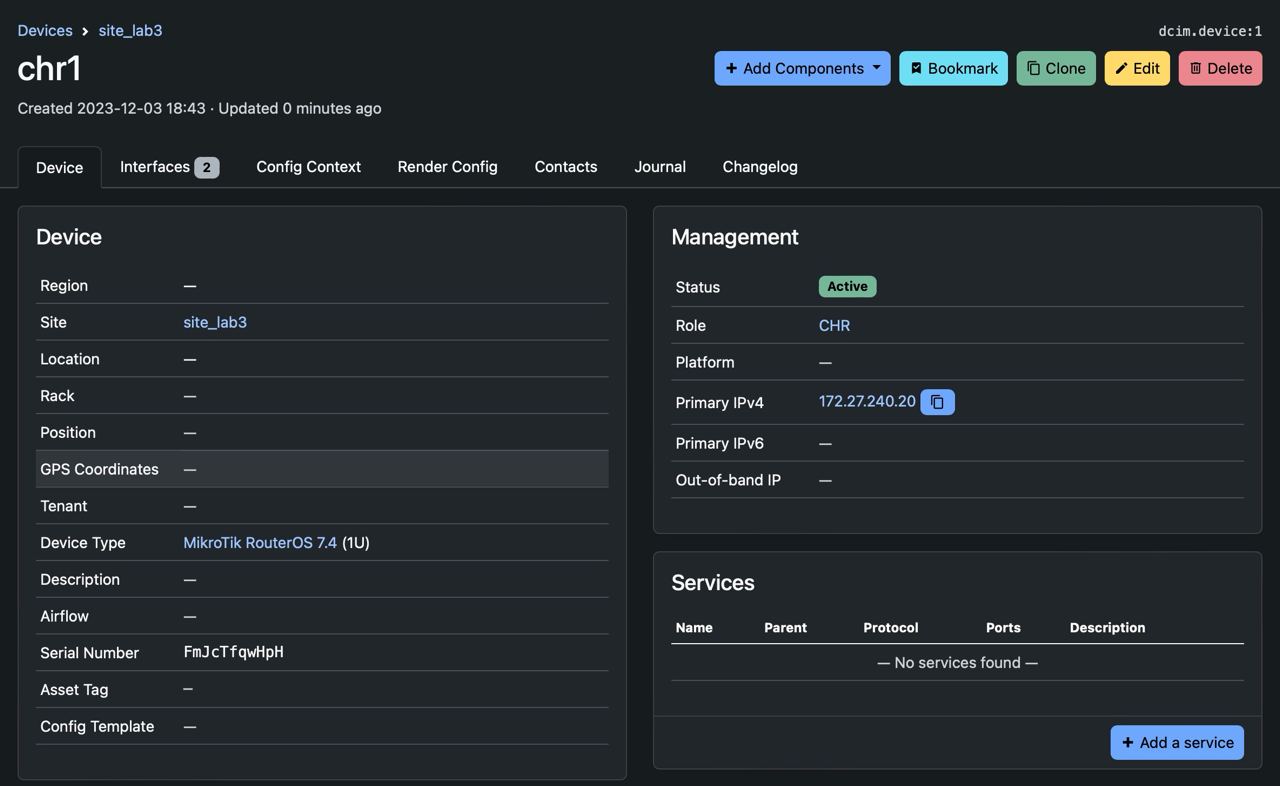 Devices > site_lab3
dcim.device:1
chr1
+ Add Components
Bookmark
Clone
Edit
Delete
Created 2023-12-03 18:43 · Updated 0 minutes ago
Device
Interfaces 2
Config Context
Render Config
Contacts
Journal
Changelog
Device
Region —
Site site_lab3
Location —
Rack —
Position —
GPS Coordinates —
Tenant —
Device Type MikroTik RouterOS 7.4 (1U)
Description —
Airflow —
Serial Number FmJcTfqwHpH
Asset Tag —
Config Template —
Management
Status Active
Role CHR
Platform —
Primary IPv4 172.27.240.20
Primary IPv6 —
Out-of-band IP —
Services
Name Parent Protocol Ports Description
— No services found —
+ Add a service